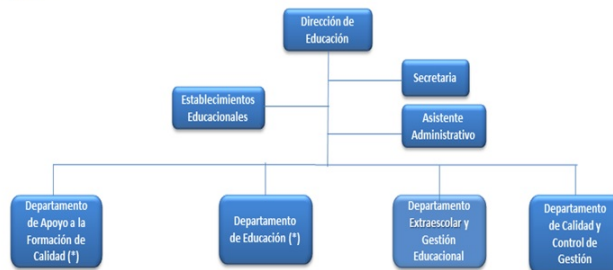 Dirección de
Educación
Secretaria
Establecimientos
Educacionales
Asistente
Administrativo
Departamento
de Apoyo a la
Formación de
Calidad (*)
Departamento
de Educación (*)
Departamento
Extraescolar y
Gestión
Educacional
Departamento
de Calidad y
Control de
Gestión